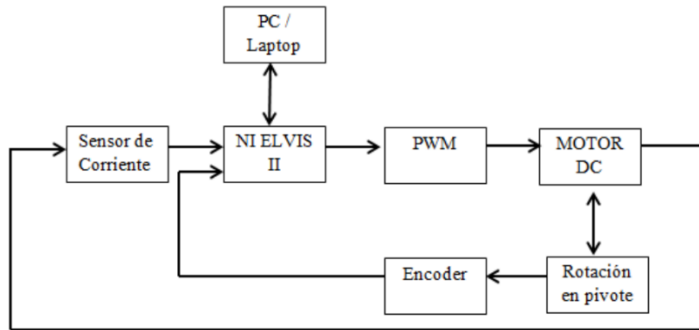 PC /
Laptop
Sensor de
Corriente
NI ELVIS
II
PWM
MOTOR
DC
Encoder
Rotación
en pivote